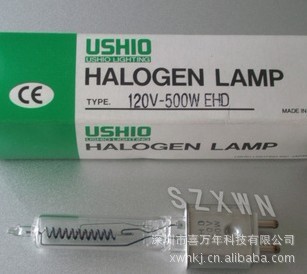 USHIO
USHIO LIGHTING
HALOGEN LAMP
CE
TYPE. 120V-500W EHD
MADE IN
USHIO
HALOGEN LAMP
SZXWN
深圳市喜万年科技有限公司
xwnkj.cn.alibaba.com